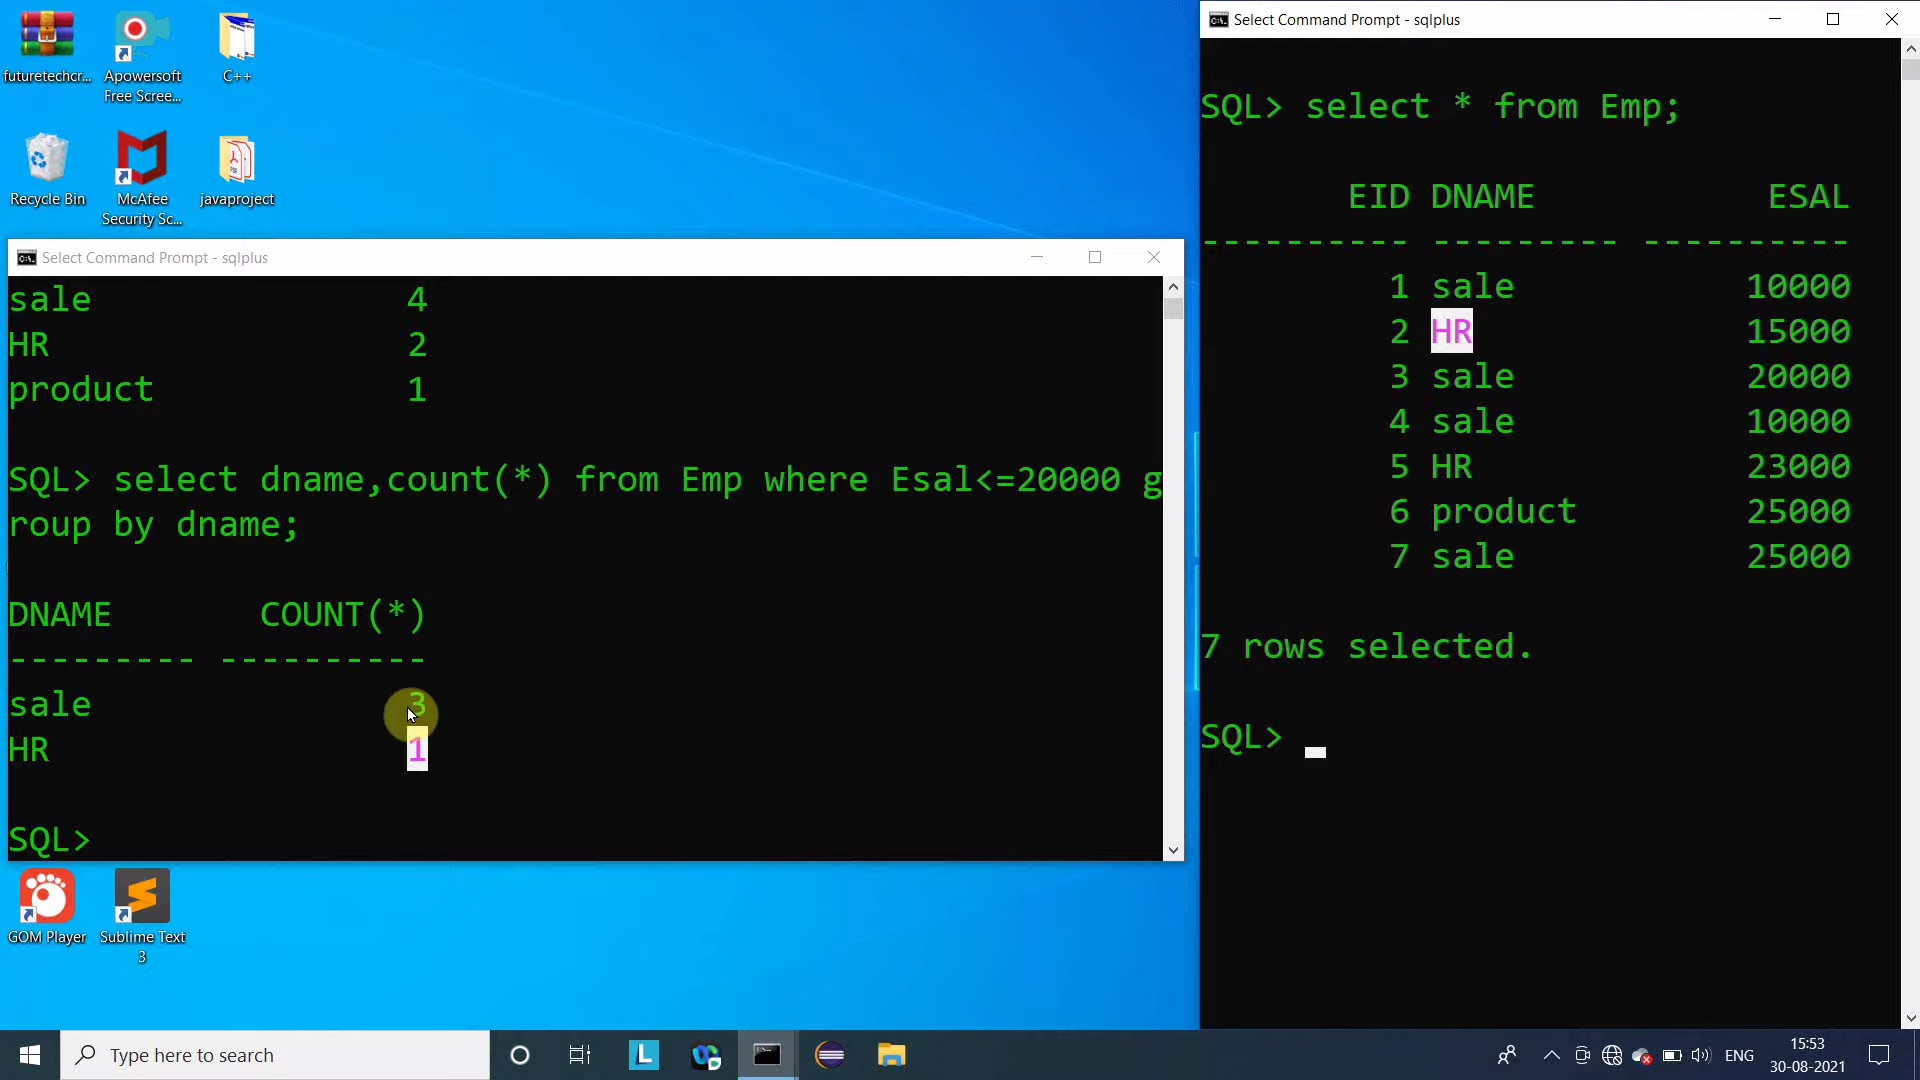 futuretechcr...
Apowersoft
Free Scree...
C++
Recycle Bin
McAfee
Security Sc...
javaproject
Select Command Prompt - sqlplus
sale 4
HR 2
product 1
SQL> select dname,count(*) from Emp where Esal<=20000 g
roup by dname;
DNAME COUNT(*)
--------- ----------
sale 3
HR 1
SQL>
GOM Player
Sublime Text
3
Select Command Prompt - sqlplus
SQL> select * from Emp;
EID DNAME ESAL
---------- --------- ----------
1 sale 10000
2 HR 15000
3 sale 20000
4 sale 10000
5 HR 23000
6 product 25000
7 sale 25000
7 rows selected.
SQL>
Type here to search
L
ENG
15:53
30-08-2021